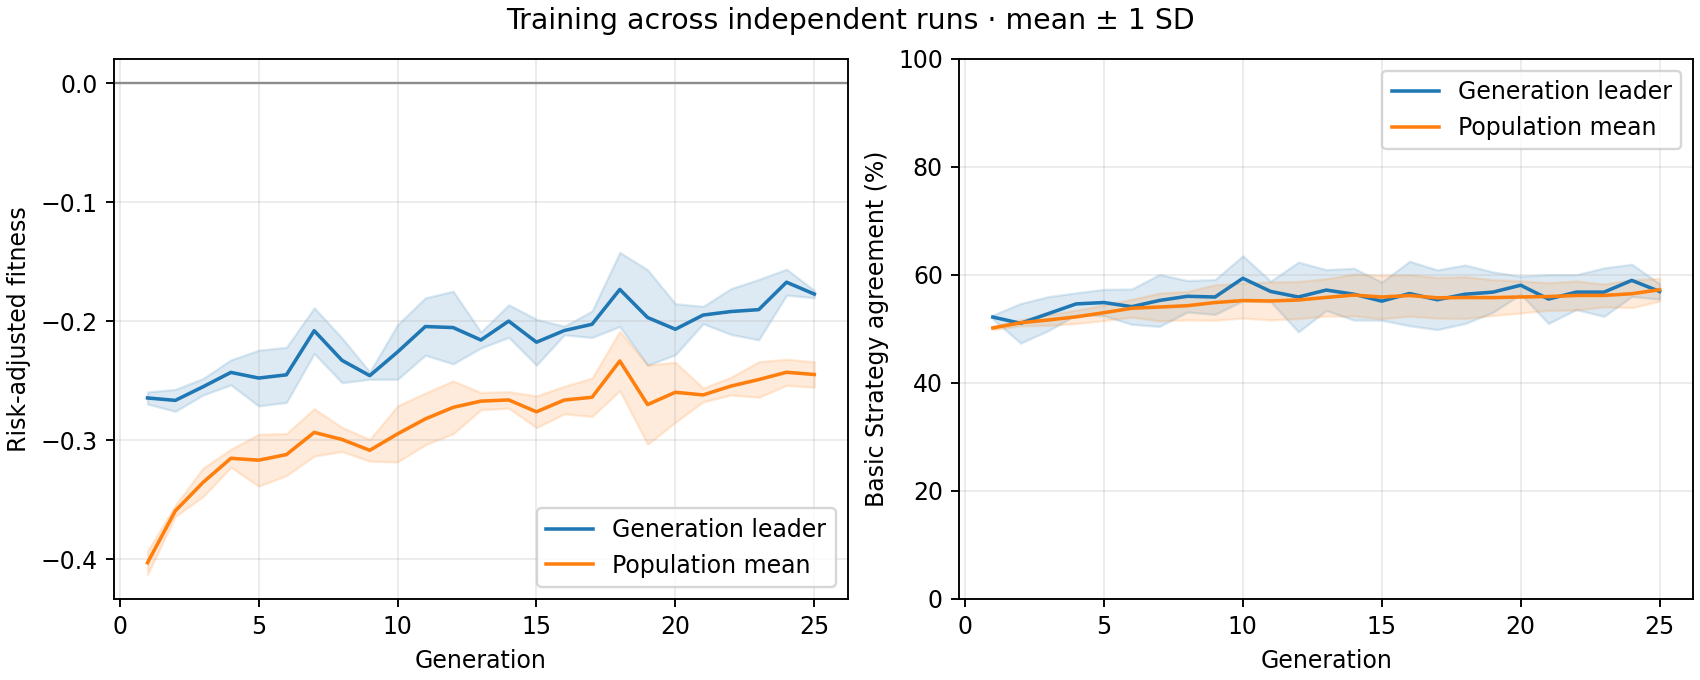 Training across independent runs · mean ± 1 SD
Risk-adjusted fitness
0.0
−0.1
−0.2
−0.3
−0.4
Generation leader
Population mean
0 5 10 15 20 25
Generation
Basic Strategy agreement (%)
100
80
60
40
20
0
Generation leader
Population mean
0 5 10 15 20 25
Generation